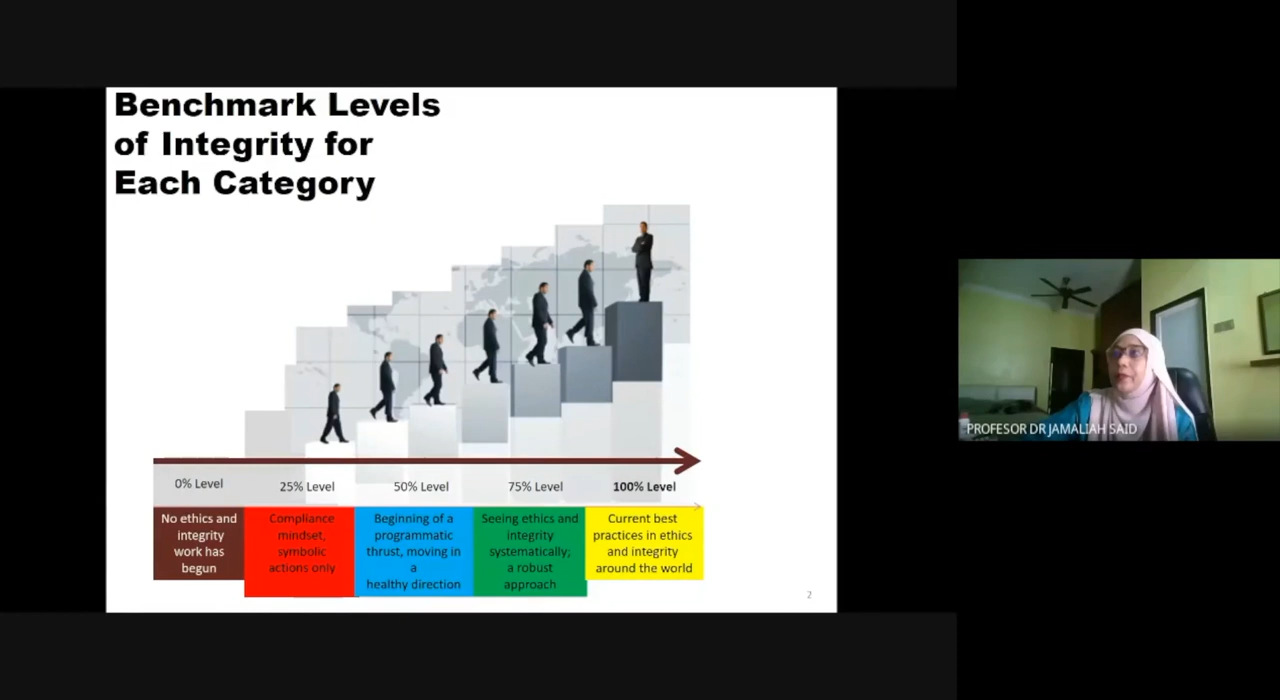 Benchmark Levels
of Integrity for
Each Category
0% Level
25% Level
50% Level
75% Level
100% Level
No ethics and
integrity
work has
begun
Compliance
mindset,
symbolic
actions only
Beginning of a
programmatic
thrust, moving in
a
healthy direction
Seeing ethics and
integrity
systematically;
a robust
approach
Current best
practices in ethics
and integrity
around the world
2
PROFESOR DR JAMALIAH SAID